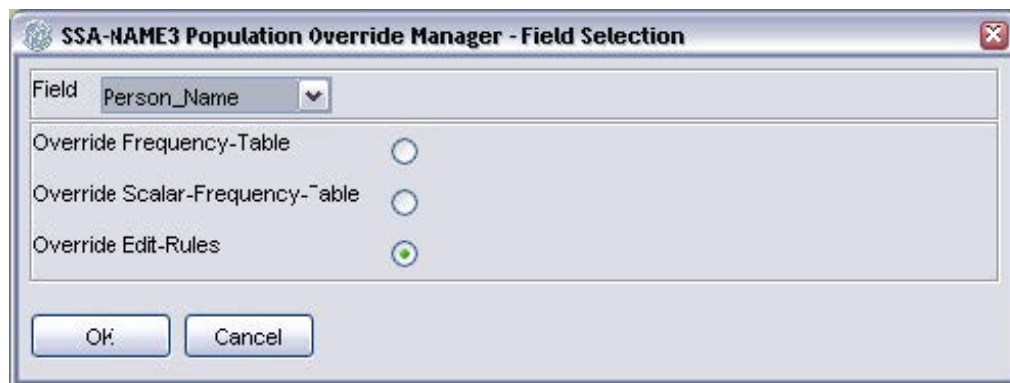 SSA-NAME3 Population Override Manager - Field Selection
Field Person_Name
Override Frequency-Table
Override Scalar-Frequency-Table
Override Edit-Rules
OK Cancel